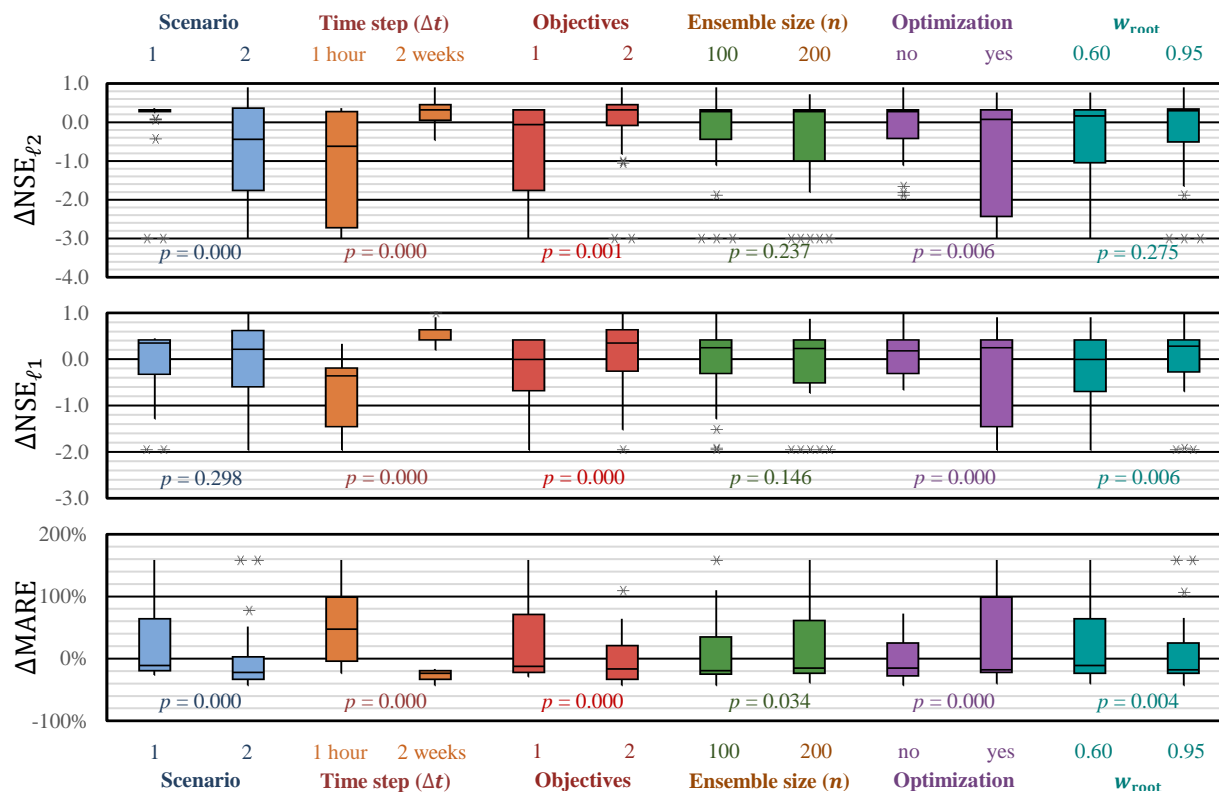 Scenario Time step (Δt) Objectives Ensemble size (n) Optimization w_root
1 2 1 hour 2 weeks 1 2 100 200 no yes 0.60 0.95
ΔNSE_ℓ2
1.0
0.0
-1.0
-2.0
-3.0
-4.0
p = 0.000 p = 0.000 p = 0.001 p = 0.237 p = 0.006 p = 0.275
ΔNSE_ℓ1
1.0
0.0
-1.0
-2.0
-3.0
p = 0.298 p = 0.000 p = 0.000 p = 0.146 p = 0.000 p = 0.006
ΔMARE
200%
100%
0%
-100%
p = 0.000 p = 0.000 p = 0.000 p = 0.034 p = 0.000 p = 0.004
1 2 1 hour 2 weeks 1 2 100 200 no yes 0.60 0.95
Scenario Time step (Δt) Objectives Ensemble size (n) Optimization w_root